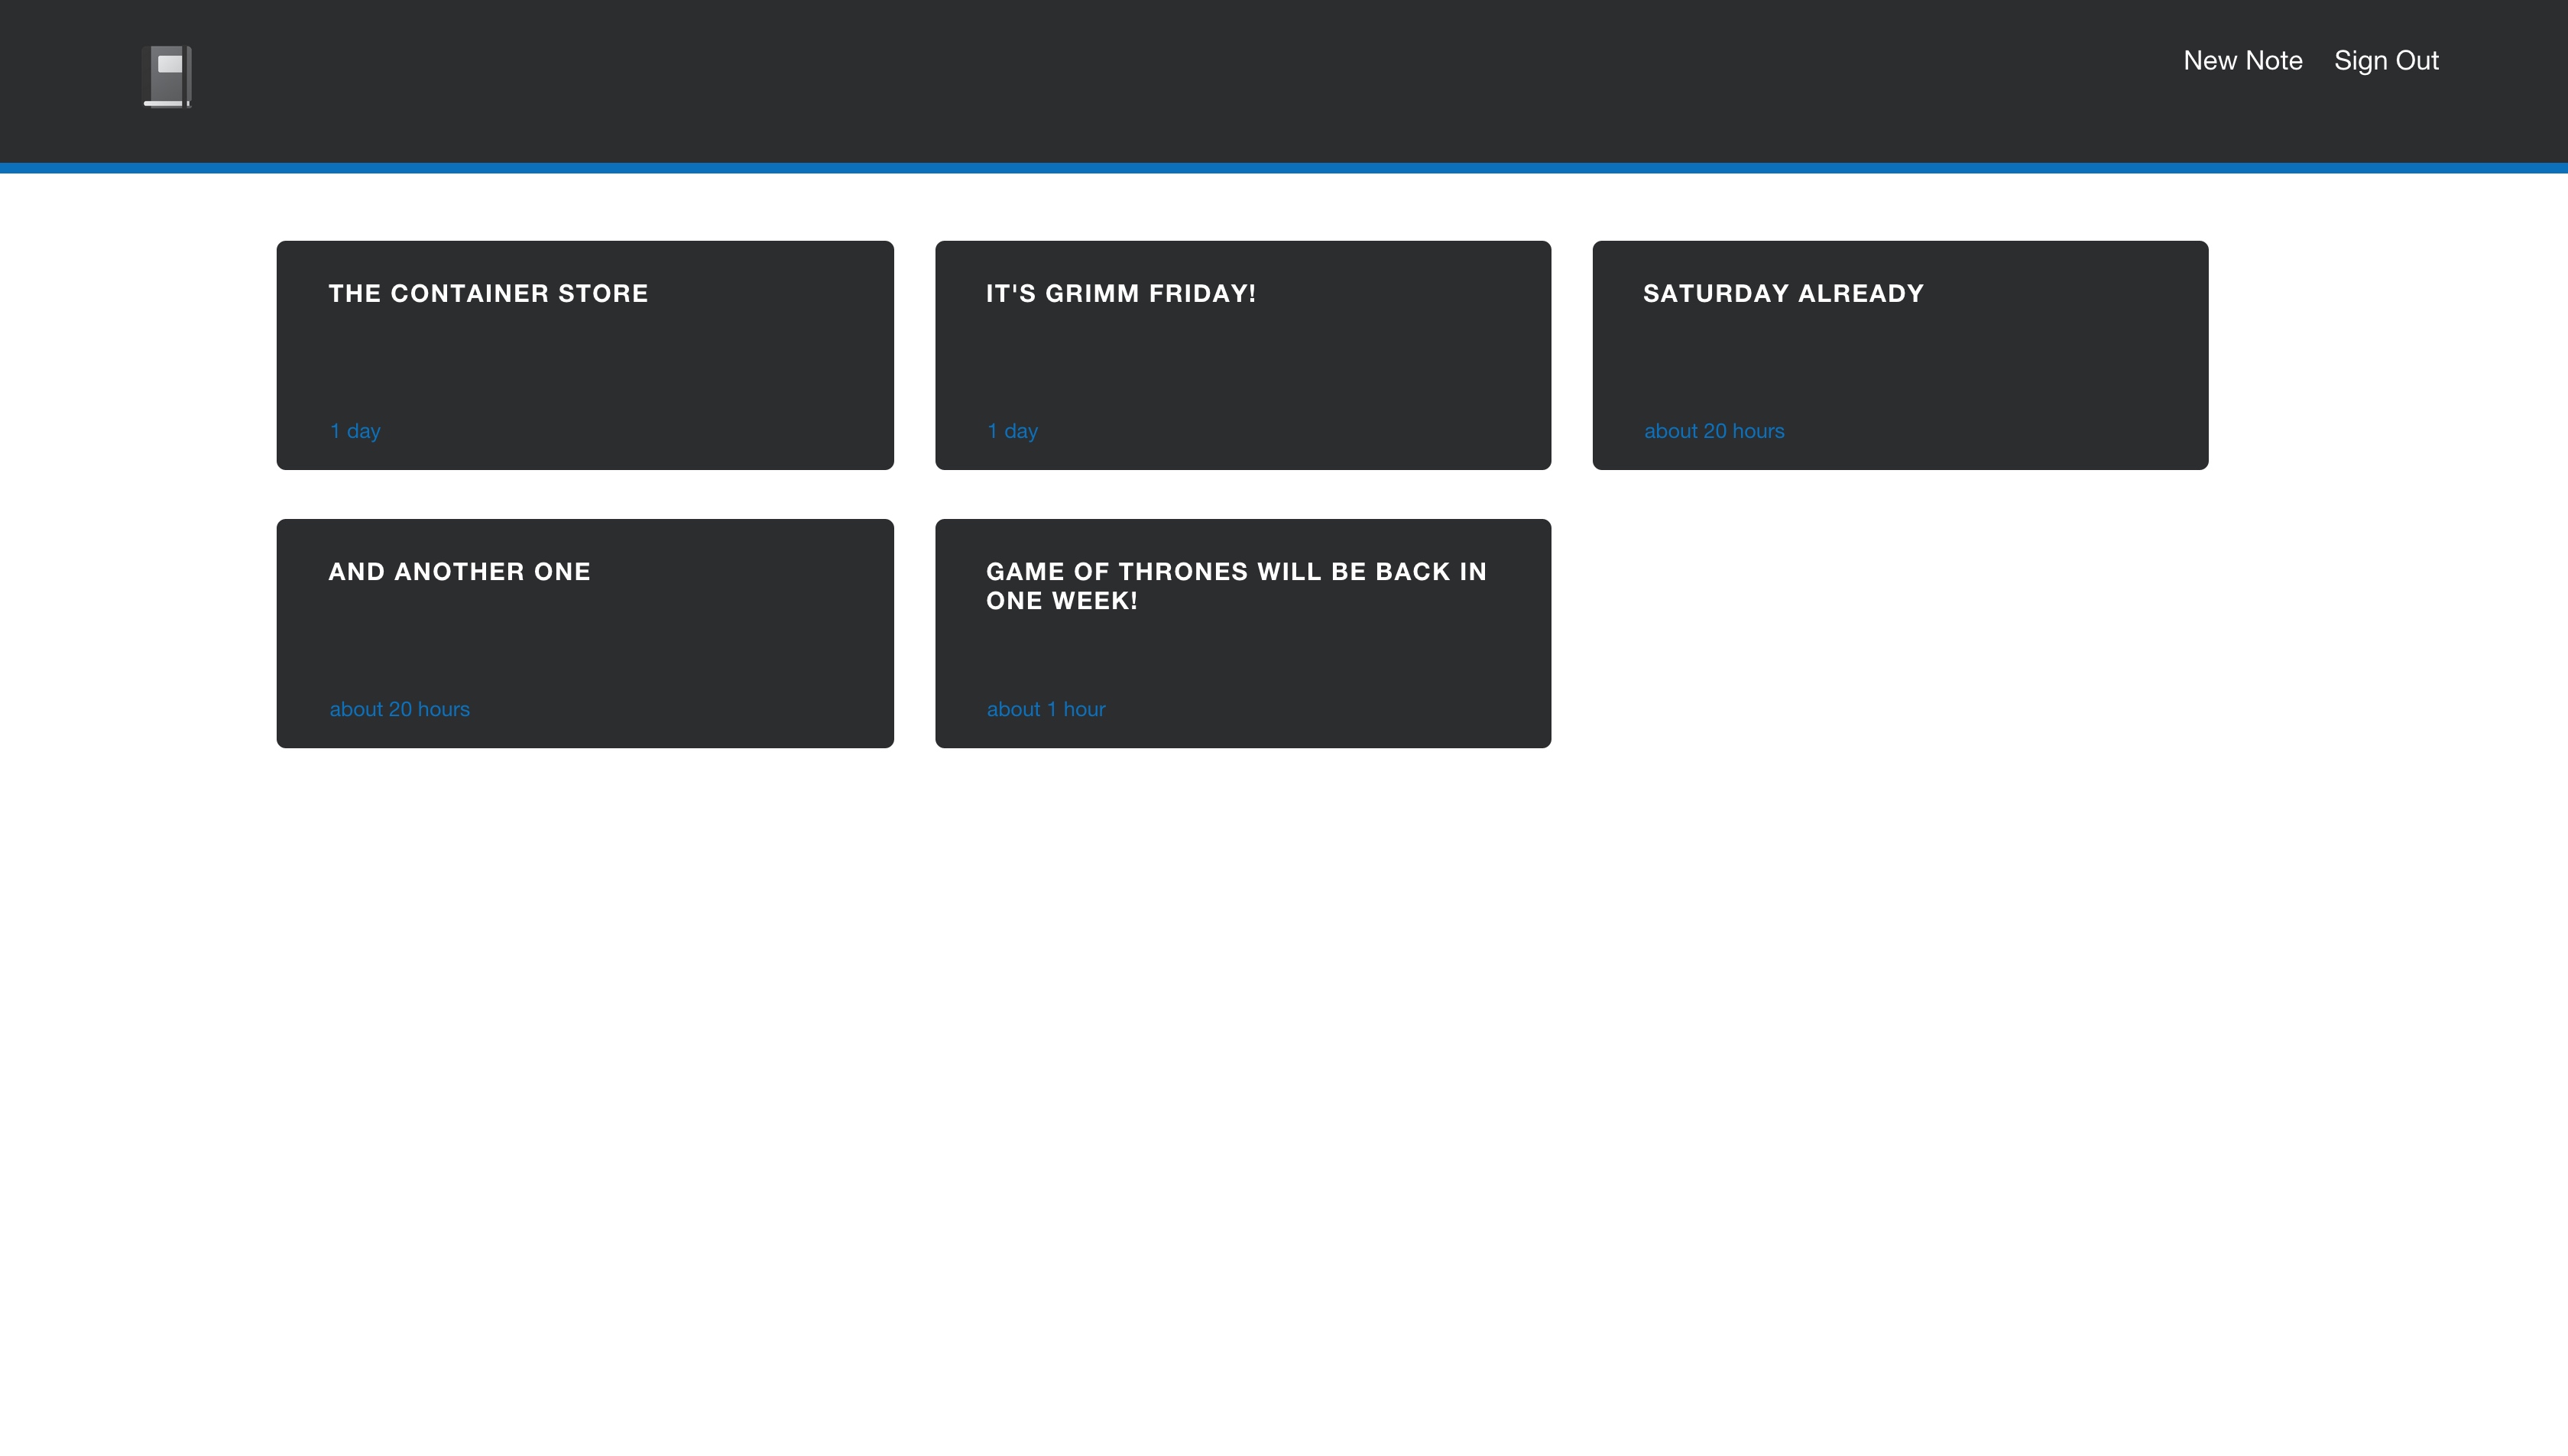 New Note Sign Out
THE CONTAINER STORE
1 day
IT'S GRIMM FRIDAY!
1 day
SATURDAY ALREADY
about 20 hours
AND ANOTHER ONE
about 20 hours
GAME OF THRONES WILL BE BACK IN
ONE WEEK!
about 1 hour